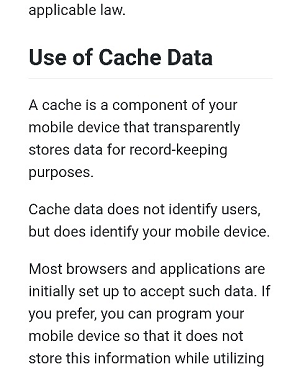 applicable law.
Use of Cache Data
A cache is a component of your
mobile device that transparently
stores data for record-keeping
purposes.
Cache data does not identify users,
but does identify your mobile device.
Most browsers and applications are
initially set up to accept such data. If
you prefer, you can program your
mobile device so that it does not
store this information while utilizing